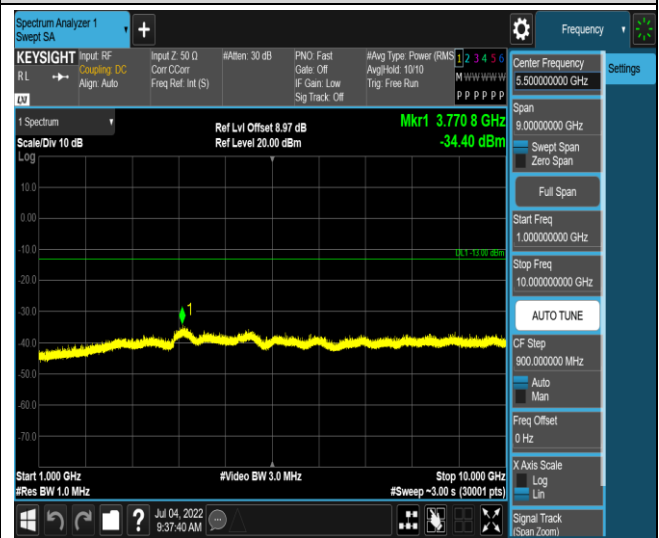 Spectrum Analyzer 1
Swept SA
+
Frequency
KEYSIGHT
RL
LXI
Input: RF
Coupling: DC
Align: Auto
Input Z: 50 Ω
Corr CCorr
Freq Ref: Int (S)
#Atten: 30 dB
PNO: Fast
Gate: Off
IF Gain: Low
Sig Track: Off
#Avg Type: Power (RMS
Avg|Hold: 10/10
Trig: Free Run
1 2 3 4 5 6
M W W W W W
P P P P P P
Center Frequency
5.500000000 GHz
Settings
Span
9.00000000 GHz
Swept Span
Zero Span
Full Span
Start Freq
1.000000000 GHz
Stop Freq
10.000000000 GHz
AUTO TUNE
CF Step
900.000000 MHz
Auto
Man
Freq Offset
0 Hz
X Axis Scale
Log
Lin
Signal Track
(Span Zoom)
1 Spectrum
Scale/Div 10 dB
Ref Lvl Offset 8.97 dB
Ref Level 20.00 dBm
Mkr1 3.770 8 GHz
-34.40 dBm
Log
10.0
0.00
-10.0
DL1 -13.00 dBm
-20.0
-30.0
1
-40.0
-50.0
-60.0
-70.0
Start 1.000 GHz
#Res BW 1.0 MHz
#Video BW 3.0 MHz
Stop 10.000 GHz
#Sweep ~3.00 s (30001 pts)
?
Jul 04, 2022
9:37:40 AM